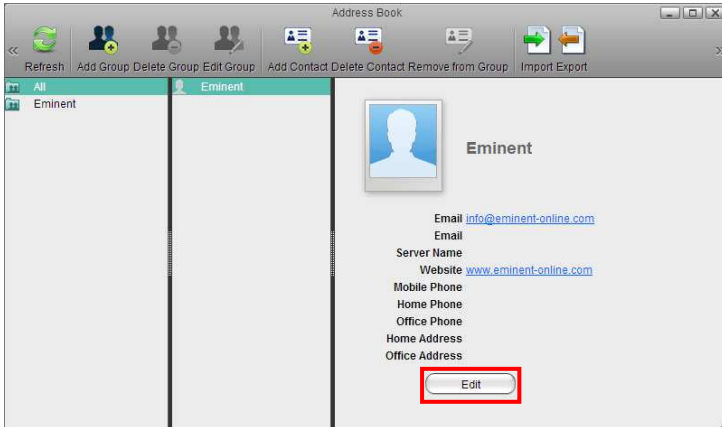 Address Book
« Refresh Add Group Delete Group Edit Group Add Contact Delete Contact Remove from Group Import Export »
All
Eminent
Eminent
Eminent
Email info@eminent-online.com
Email
Server Name
Website www.eminent-online.com
Mobile Phone
Home Phone
Office Phone
Home Address
Office Address
Edit